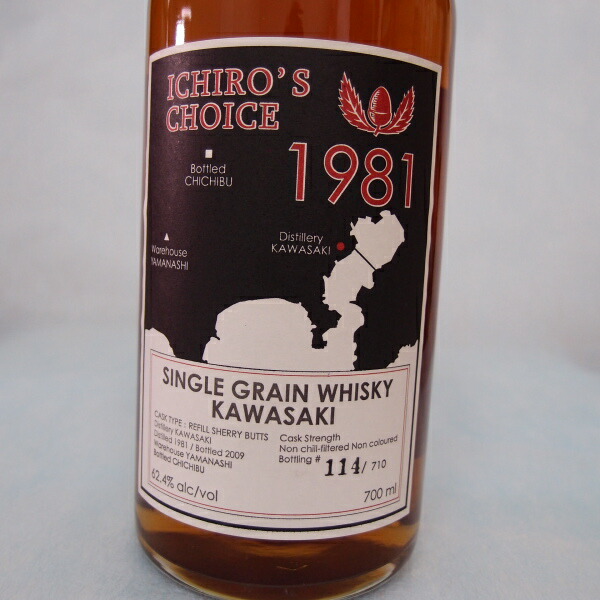 ICHIRO'S
CHOICE
1981
Bottled
CHICHIBU
Distillery
KAWASAKI
Warehouse
YAMANASHI
SINGLE GRAIN WHISKY
KAWASAKI
CASK TYPE : REFILL SHERRY BUTTS
Distillery KAWASAKI
Distilled 1981 / Bottled 2009
Warehouse YAMANASHI
Bottled CHICHIBU
62.4% alc/vol
Cask Strength
Non chill-filtered Non coloured
Bottling # 114 / 710
700 ml